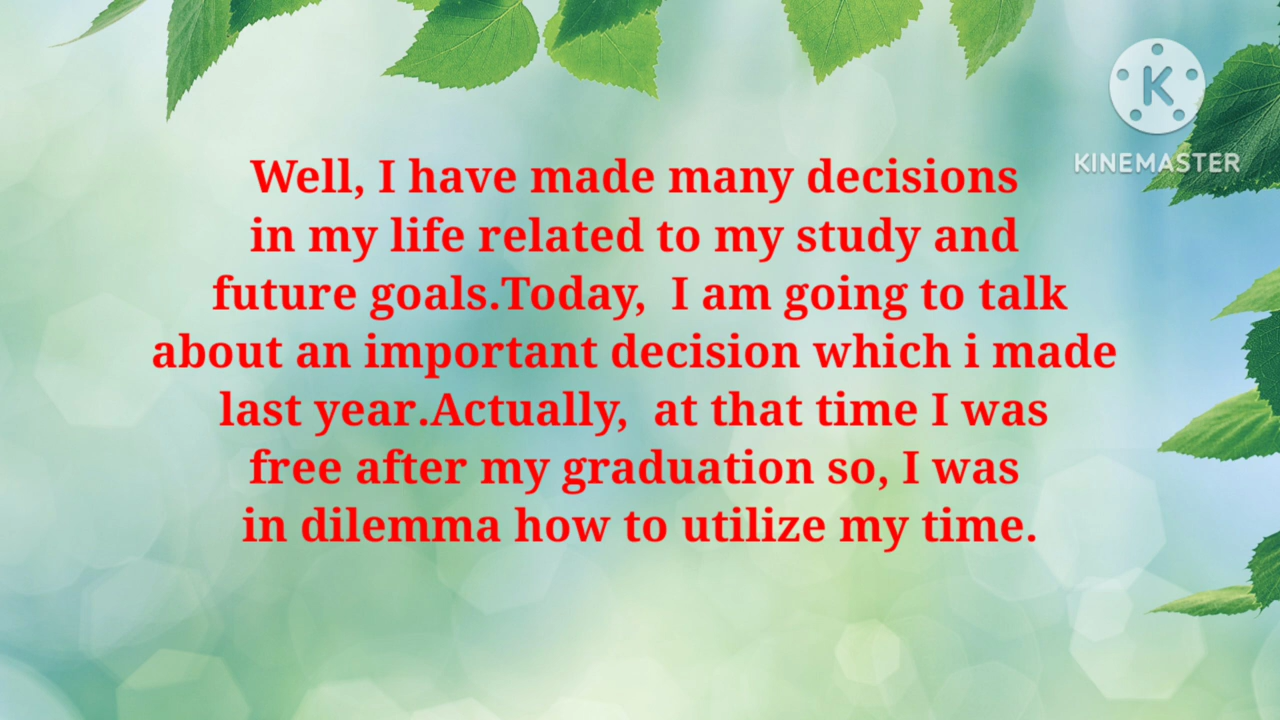 KINEMASTER
Well, I have made many decisions
in my life related to my study and
future goals.Today,  I am going to talk
about an important decision which i made
last year.Actually,  at that time I was
free after my graduation so, I was
in dilemma how to utilize my time.